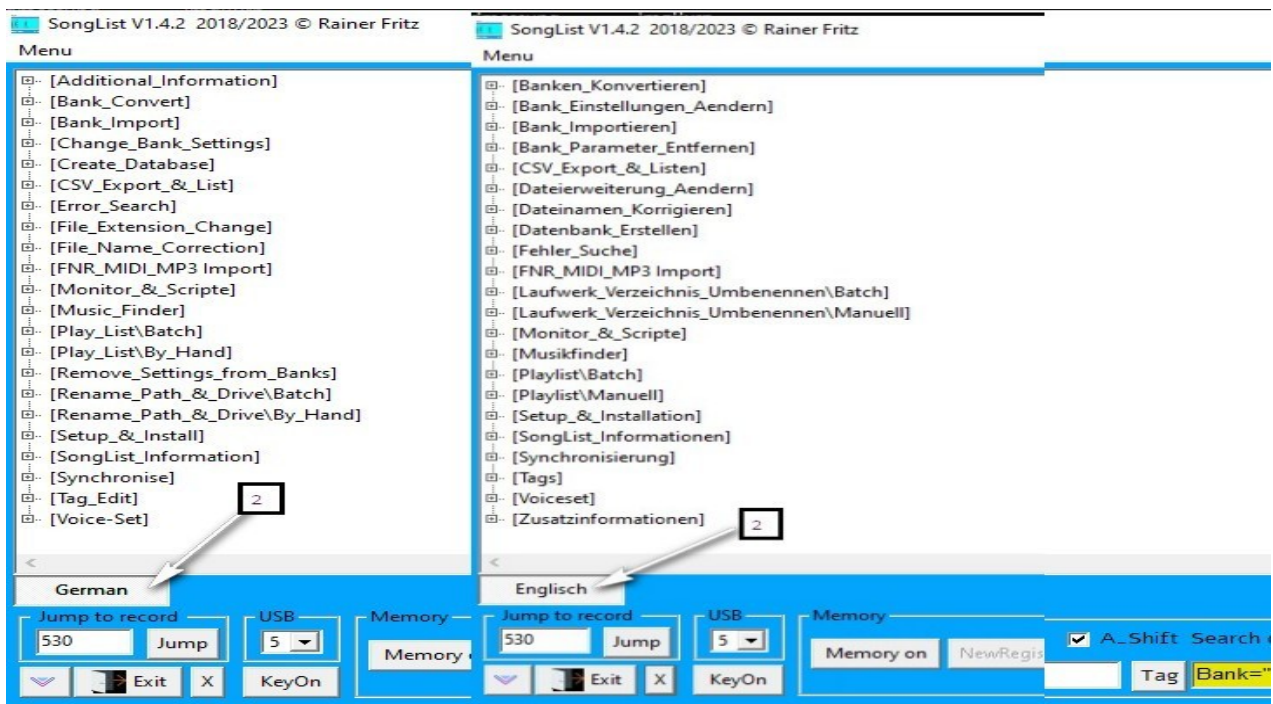 SongList V1.4.2 2018/2023 © Rainer Fritz
Menu
[Additional_Information]
[Bank_Convert]
[Bank_Import]
[Change_Bank_Settings]
[Create_Database]
[CSV_Export_&_List]
[Error_Search]
[File_Extension_Change]
[File_Name_Correction]
[FNR_MIDI_MP3 Import]
[Monitor_&_Scripte]
[Music_Finder]
[Play_List\Batch]
[Play_List\By_Hand]
[Remove_Settings_from_Banks]
[Rename_Path_&_Drive\Batch]
[Rename_Path_&_Drive\By_Hand]
[Setup_&_Install]
[SongList_Information]
[Synchronise]
[Tag_Edit]
2
[Voice-Set]
German
Jump to record
USB
Memory
530
Jump
5
Memory
Exit
X
KeyOn
SongList V1.4.2 2018/2023 © Rainer Fritz
Menu
[Banken_Konvertieren]
[Bank_Einstellungen_Aendern]
[Bank_Importieren]
[Bank_Parameter_Entfernen]
[CSV_Export_&_Listen]
[Dateierweiterung_Aendern]
[Dateinamen_Korrigieren]
[Datenbank_Erstellen]
[Fehler_Suche]
[FNR_MIDI_MP3 Import]
[Laufwerk_Verzeichnis_Umbenennen\Batch]
[Laufwerk_Verzeichnis_Umbenennen\Manuell]
[Monitor_&_Scripte]
[Musikfinder]
[Playlist\Batch]
[Playlist\Manuell]
[Setup_&_Installation]
[SongList_Informationen]
[Synchronisierung]
[Tags]
[Voiceset]
[Zusatzinformationen]
2
Englisch
Jump to record
USB
Memory
530
Jump
5
Memory on
NewRegis
A_Shift Search
Exit
X
KeyOn
Tag
Bank="